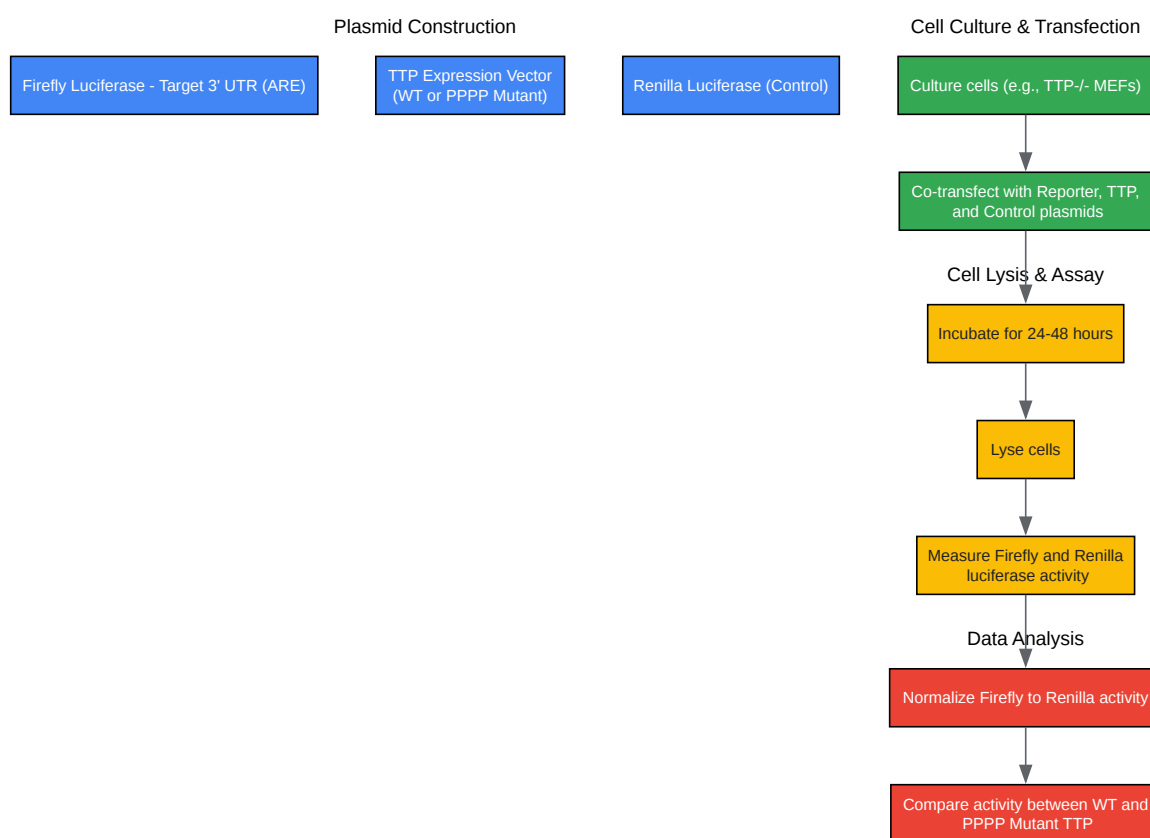 Plasmid Construction
Cell Culture & Transfection
Firefly Luciferase - Target 3' UTR (ARE)
TTP Expression Vector
(WT or PPPP Mutant)
Renilla Luciferase (Control)
Culture cells (e.g., TTP-/- MEFs)
Co-transfect with Reporter, TTP,
and Control plasmids
Cell Lysis & Assay
Incubate for 24-48 hours
Lyse cells
Measure Firefly and Renilla
luciferase activity
Data Analysis
Normalize Firefly to Renilla activity
Compare activity between WT and
PPPP Mutant TTP